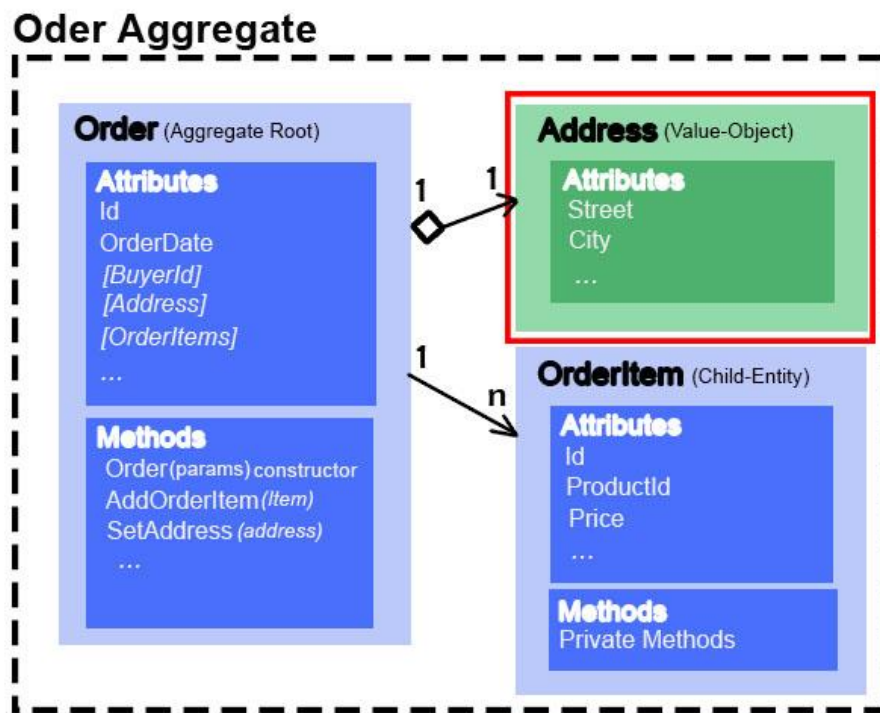 Oder Aggregate
Order (Aggregate Root)
Attributes
Id
OrderDate
[BuyerId]
[Address]
[OrderItems]
...
Methods
Order(params) constructor
AddOrderItem(Item)
SetAddress(address)
...
1
1
1
n
Address (Value-Object)
Attributes
Street
City
...
OrderItem (Child-Entity)
Attributes
Id
ProductId
Price
...
Methods
Private Methods